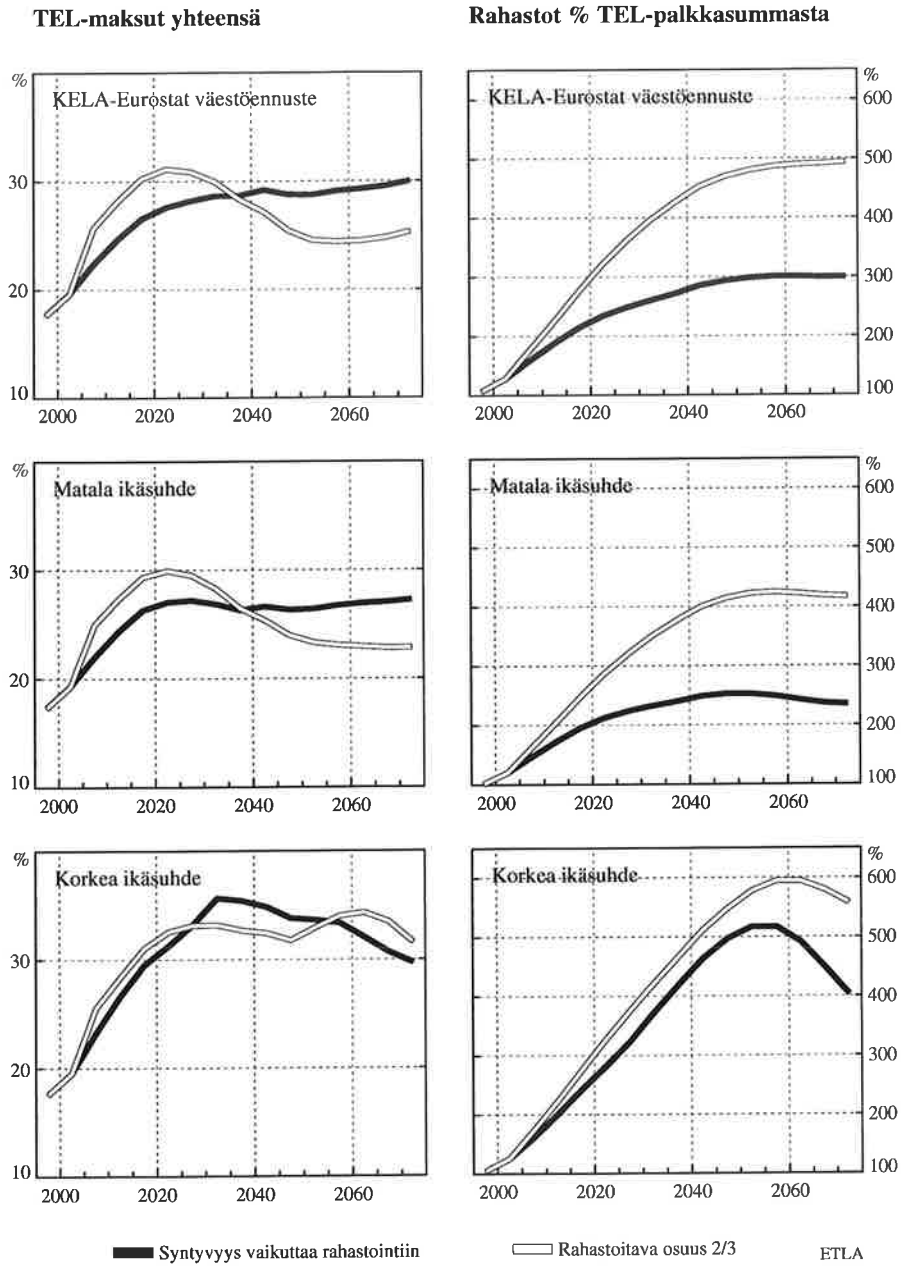 TEL-maksut yhteensä
Rahastot % TEL-palkkasummasta
%
KELA-Eurostat väestöennuste
30
20
10
2000 2020 2040 2060
%
KELA-Eurostat väestöennuste
600
500
400
300
200
100
2000 2020 2040 2060
%
Matala ikäsuhde
30
20
10
2000 2020 2040 2060
%
Matala ikäsuhde
600
500
400
300
200
100
2000 2020 2040 2060
%
Korkea ikäsuhde
30
20
10
2000 2020 2040 2060
%
Korkea ikäsuhde
600
500
400
300
200
100
2000 2020 2040 2060
Syntyvyys vaikuttaa rahastointiin
Rahastoitava osuus 2/3
ETLA